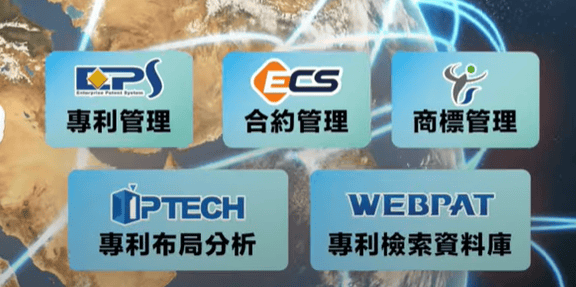 EPS
Enterprise Patent System
專利管理
ECS
合約管理
商標管理
IPTECH
專利布局分析
WEBPAT
專利檢索資料庫